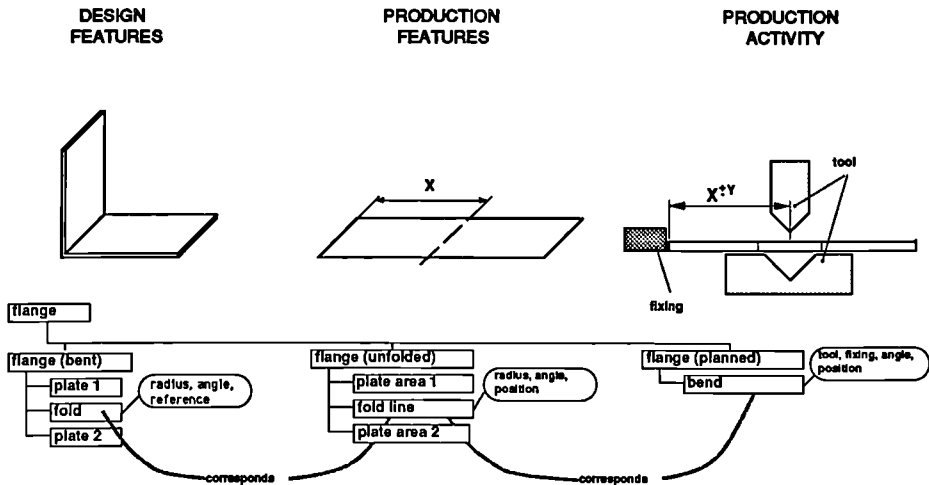 DESIGN
FEATURES
PRODUCTION
FEATURES
PRODUCTION
ACTIVITY
X
X±Y
tool
fixing
flange
flange (bent)
plate 1
fold
plate 2
radius, angle,
reference
flange (unfolded)
plate area 1
fold line
plate area 2
radius, angle,
position
flange (planned)
bend
tool, fixing, angle,
position
corresponds
corresponds